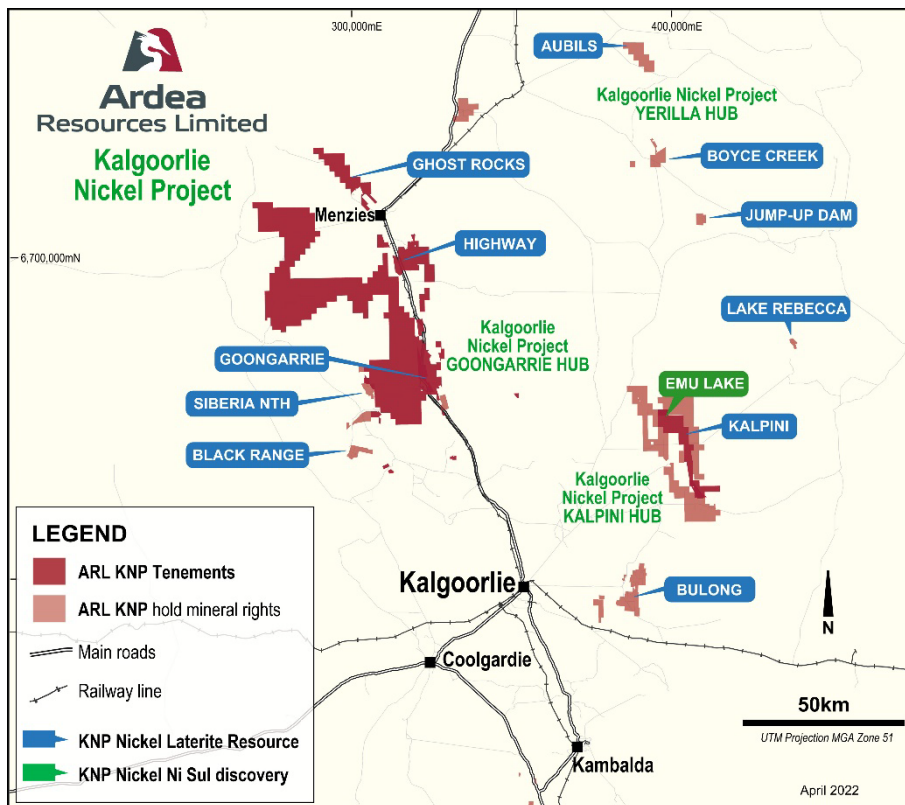 300,000mE
400,000mE
Ardea
Resources Limited
Kalgoorlie
Nickel Project
AUBILS
Kalgoorlie Nickel Project
YERILLA HUB
GHOST ROCKS
BOYCE CREEK
Menzies
JUMP-UP DAM
HIGHWAY
6,700,000mN
LAKE REBECCA
Kalgoorlie
Nickel Project
GOONGARRIE HUB
GOONGARRIE
EMU LAKE
SIBERIA NTH
KALPINI
BLACK RANGE
Kalgoorlie
Nickel Project
KALPINI HUB
LEGEND
ARL KNP Tenements
ARL KNP hold mineral rights
Main roads
Railway line
KNP Nickel Laterite Resource
KNP Nickel Ni Sul discovery
Kalgoorlie
BULONG
N
Coolgardie
50km
UTM Projection MGA Zone 51
Kambalda
April 2022